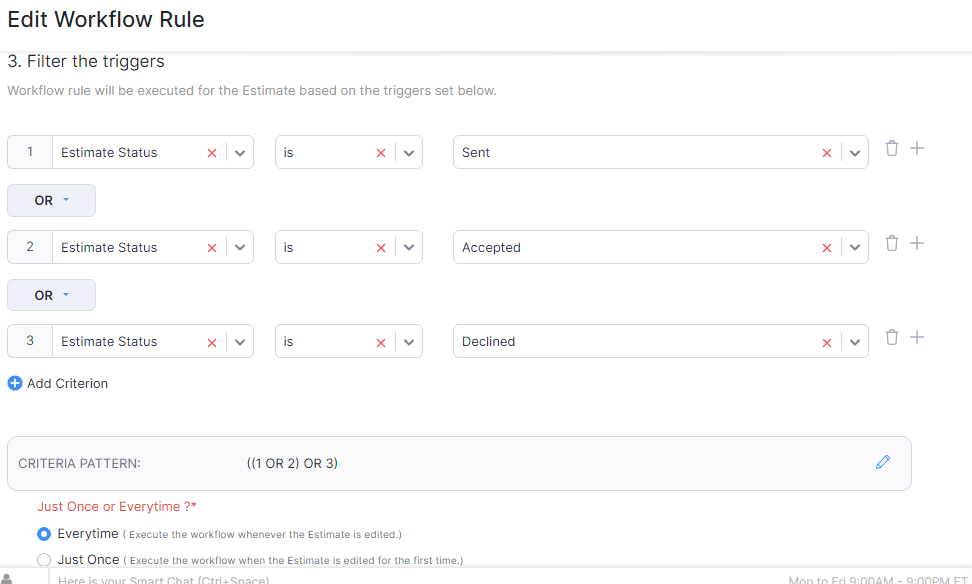 Edit Workflow Rule
3. Filter the triggers
Workflow rule will be executed for the Estimate based on the triggers set below.
1 Estimate Status is Sent
OR
2 Estimate Status is Accepted
OR
3 Estimate Status is Declined
Add Criterion
CRITERIA PATTERN: ((1 OR 2) OR 3)
Just Once or Everytime ?*
Everytime ( Execute the workflow whenever the Estimate is edited.)
Just Once ( Execute the workflow when the Estimate is edited for the first time.)
Here is your Smart Chat (Ctrl+Space) Mon to Fri 9:00AM - 9:00PM ET